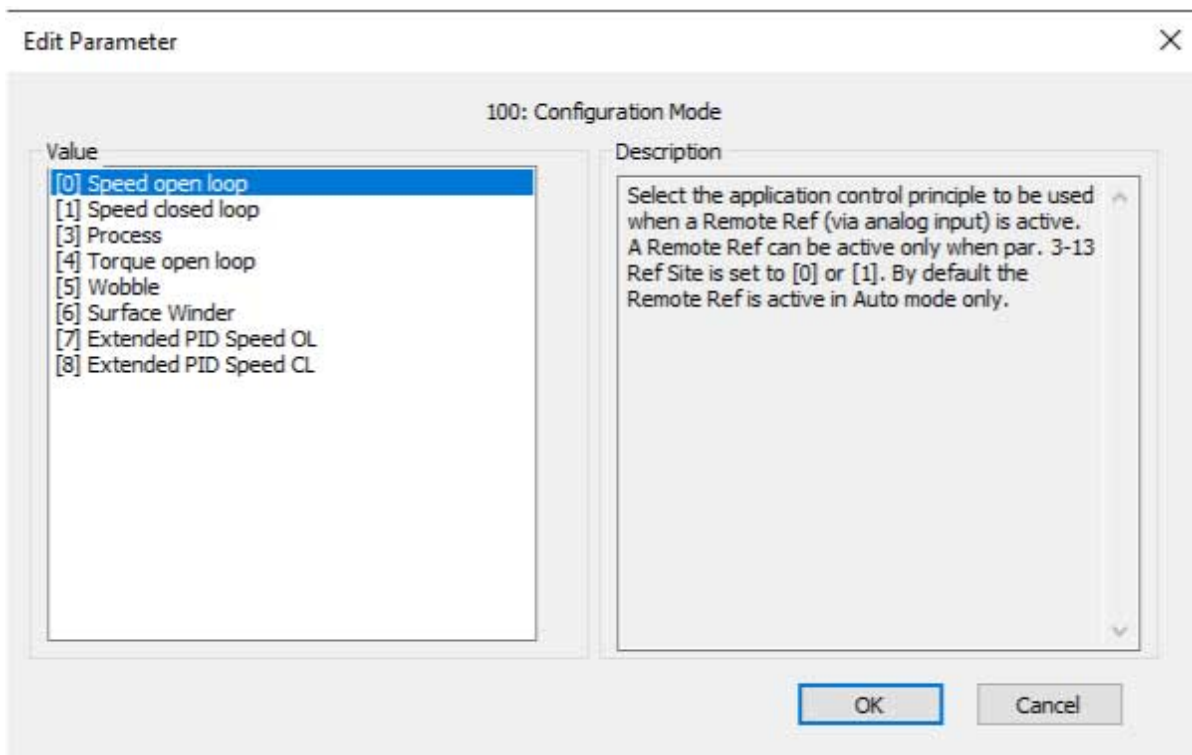 Edit Parameter
100: Configuration Mode
Value
[0] Speed open loop
[1] Speed closed loop
[3] Process
[4] Torque open loop
[5] Wobble
[6] Surface Winder
[7] Extended PID Speed OL
[8] Extended PID Speed CL
Description
Select the application control principle to be used
when a Remote Ref (via analog input) is active.
A Remote Ref can be active only when par. 3-13
Ref Site is set to [0] or [1]. By default the
Remote Ref is active in Auto mode only.
OK
Cancel